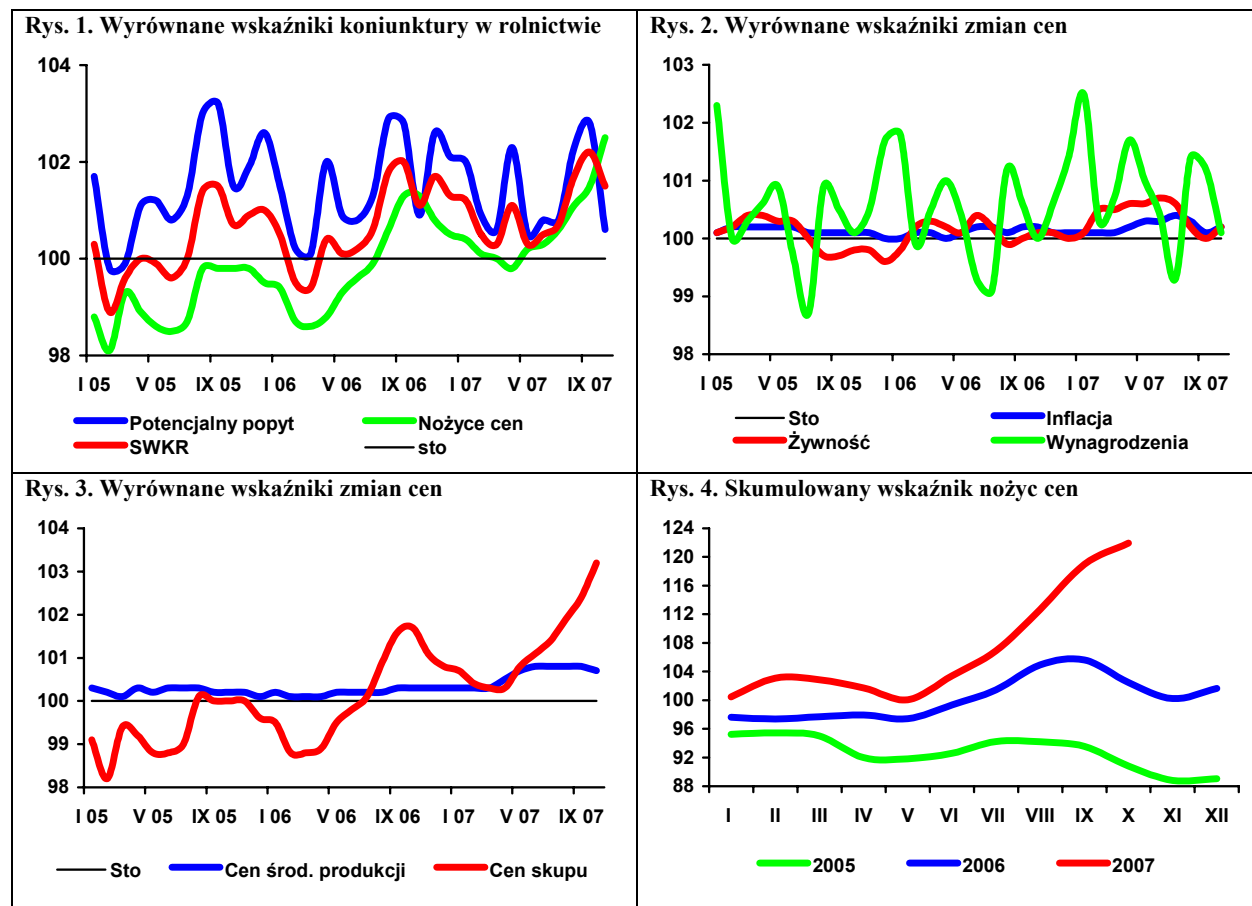 Rys. 1. Wyrównane wskaźniki koniunktury w rolnictwie
104
102
100
98
I 05 V 05 IX 05 I 06 V 06 IX 06 I 07 V 07 IX 07
Potencjalny popyt Nożyce cen
SWKR sto
Rys. 2. Wyrównane wskaźniki zmian cen
103
102
101
100
99
98
I 05 V 05 IX 05 I 06 V 06 IX 06 I 07 V 07 IX 07
Sto Inflacja
Żywność Wynagrodzenia
Rys. 3. Wyrównane wskaźniki zmian cen
104
103
102
101
100
99
98
I 05 V 05 IX 05 I 06 V 06 IX 06 I 07 V 07 IX 07
Sto Cen środ. produkcji Cen skupu
Rys. 4. Skumulowany wskaźnik nożyc cen
124
120
116
112
108
104
100
96
92
88
I II III IV V VI VII VIII IX X XI XII
2005 2006 2007